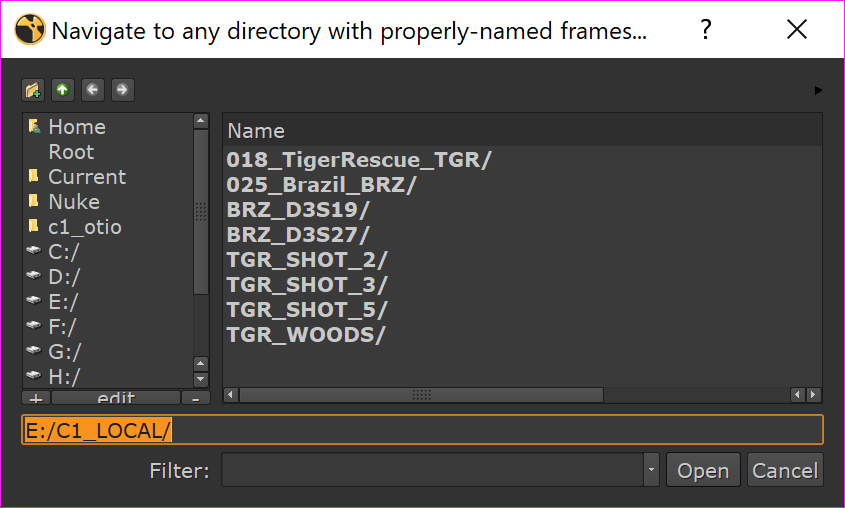 Navigate to any directory with properly-named frames... ?
Name
Home
Root
Current
Nuke
c1_otio
C:/
D:/
E:/
F:/
G:/
H:/
+ edit -
018_TigerRescue_TGR/
025_Brazil_BRZ/
BRZ_D3S19/
BRZ_D3S27/
TGR_SHOT_2/
TGR_SHOT_3/
TGR_SHOT_5/
TGR_WOODS/
E:/C1_LOCAL/
Filter: Open Cancel